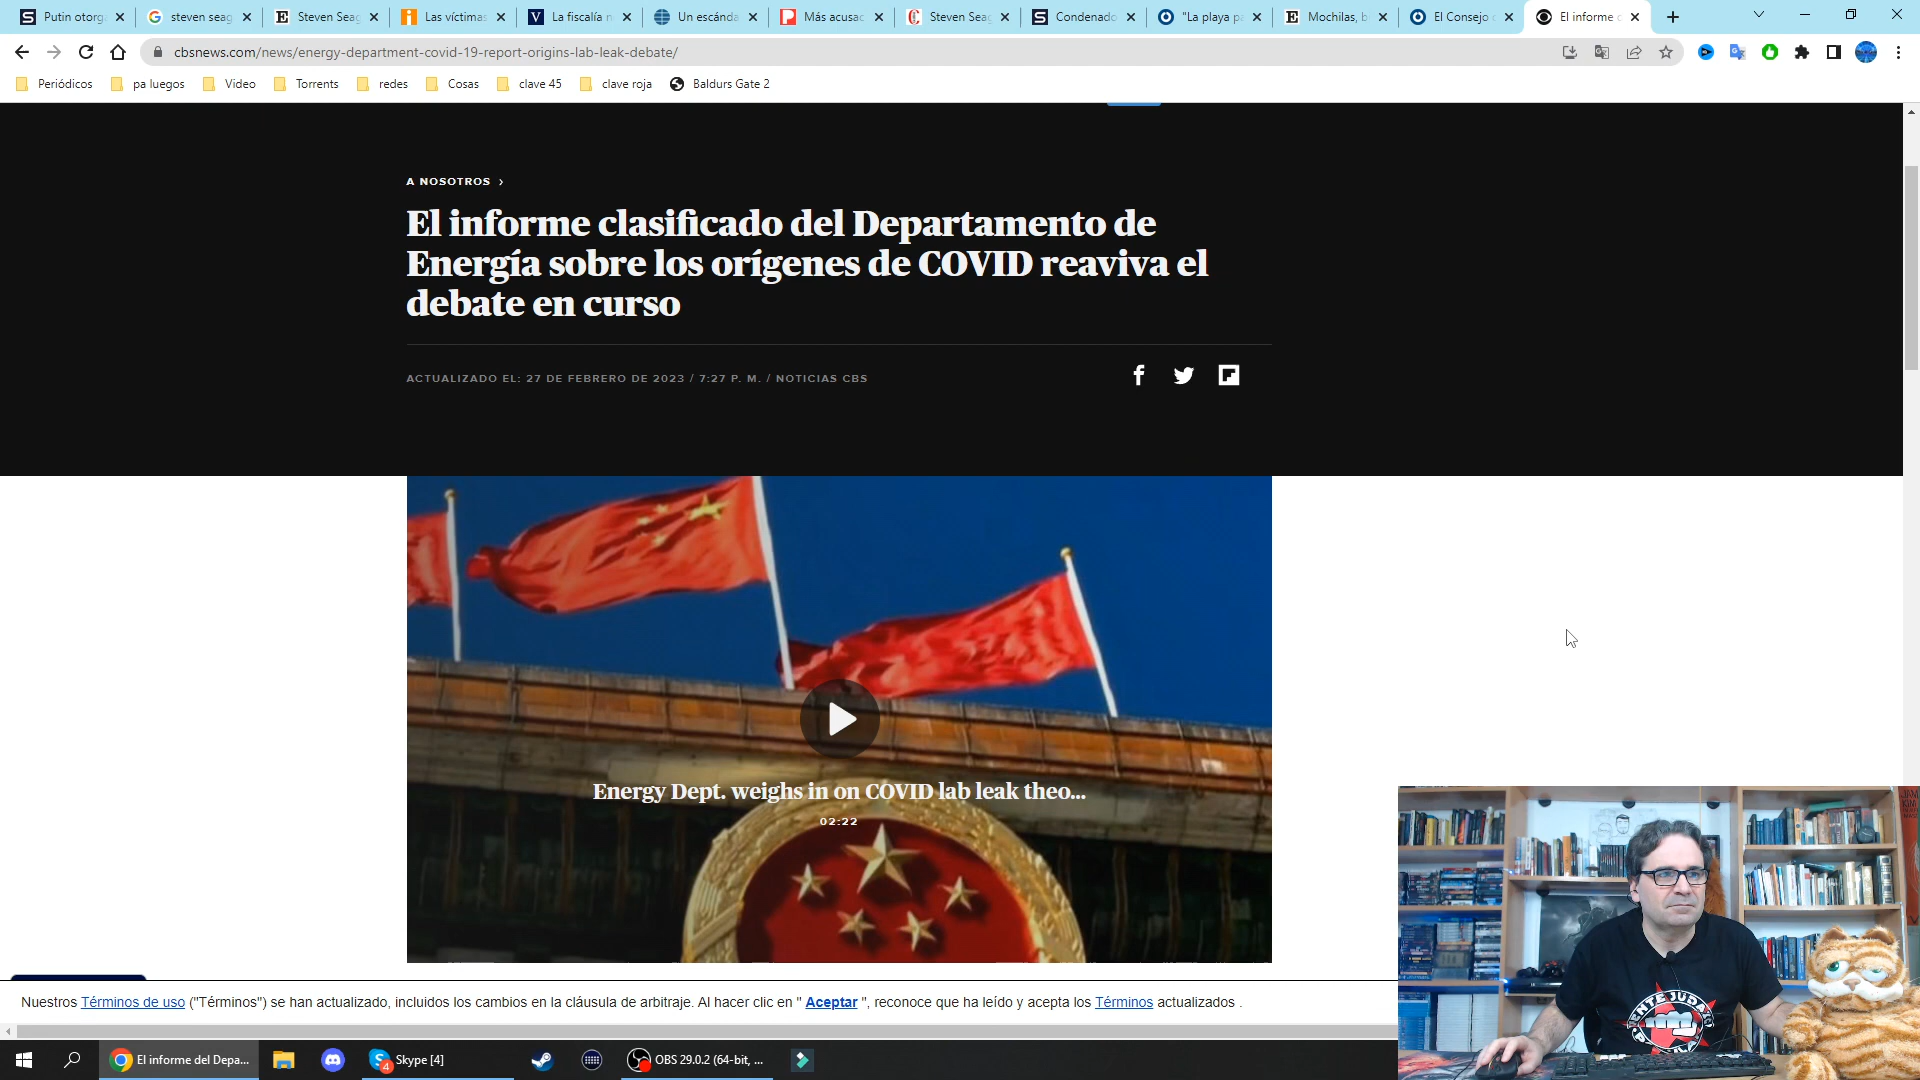 Putin otorg
steven seag
Steven Seag
Las víctimas
La fiscalía n
Un escánda
Más acusac
Steven Seag
Condenado
"La playa p
Mochilas, b
El Consejo
El informe
cbsnews.com/news/energy-department-covid-19-report-origins-lab-leak-debate/
Periódicos
pa luegos
Video
Torrents
redes
Cosas
clave 45
clave roja
Baldurs Gate 2
A NOSOTROS ›
El informe clasificado del Departamento de
Energía sobre los orígenes de COVID reaviva el
debate en curso
ACTUALIZADO EL: 27 DE FEBRERO DE 2023 / 7:27 P. M. / NOTICIAS CBS
Energy Dept. weighs in on COVID lab leak theo...
02:22
Nuestros Términos de uso ("Términos") se han actualizado, incluidos los cambios en la cláusula de arbitraje. Al hacer clic en " Aceptar ", reconoce que ha leído y acepta los Términos actualizados .
El informe del Depa...
Skype [4]
OBS 29.0.2 (64-bit, ...